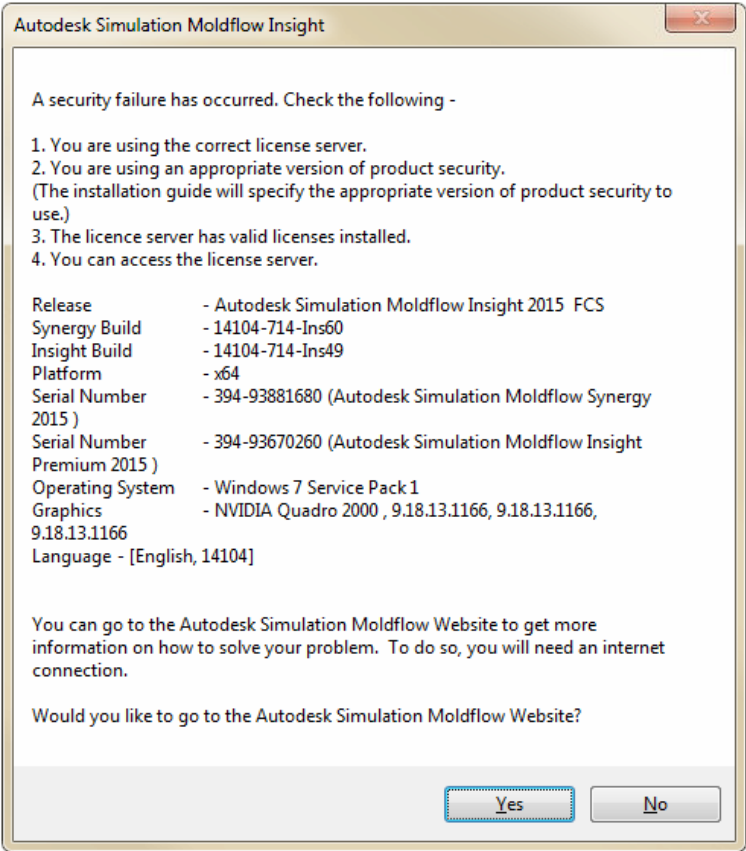 Autodesk Simulation Moldflow Insight
A security failure has occurred. Check the following -
1. You are using the correct license server.
2. You are using an appropriate version of product security.
(The installation guide will specify the appropriate version of product security to
use.)
3. The licence server has valid licenses installed.
4. You can access the license server.
Release - Autodesk Simulation Moldflow Insight 2015  FCS
Synergy Build - 14104-714-Ins60
Insight Build - 14104-714-Ins49
Platform - x64
Serial Number - 394-93881680 (Autodesk Simulation Moldflow Synergy
2015 )
Serial Number - 394-93670260 (Autodesk Simulation Moldflow Insight
Premium 2015 )
Operating System - Windows 7 Service Pack 1
Graphics - NVIDIA Quadro 2000 , 9.18.13.1166, 9.18.13.1166,
9.18.13.1166
Language - [English, 14104]
You can go to the Autodesk Simulation Moldflow Website to get more
information on how to solve your problem.  To do so, you will need an internet
connection.
Would you like to go to the Autodesk Simulation Moldflow Website?
Yes No